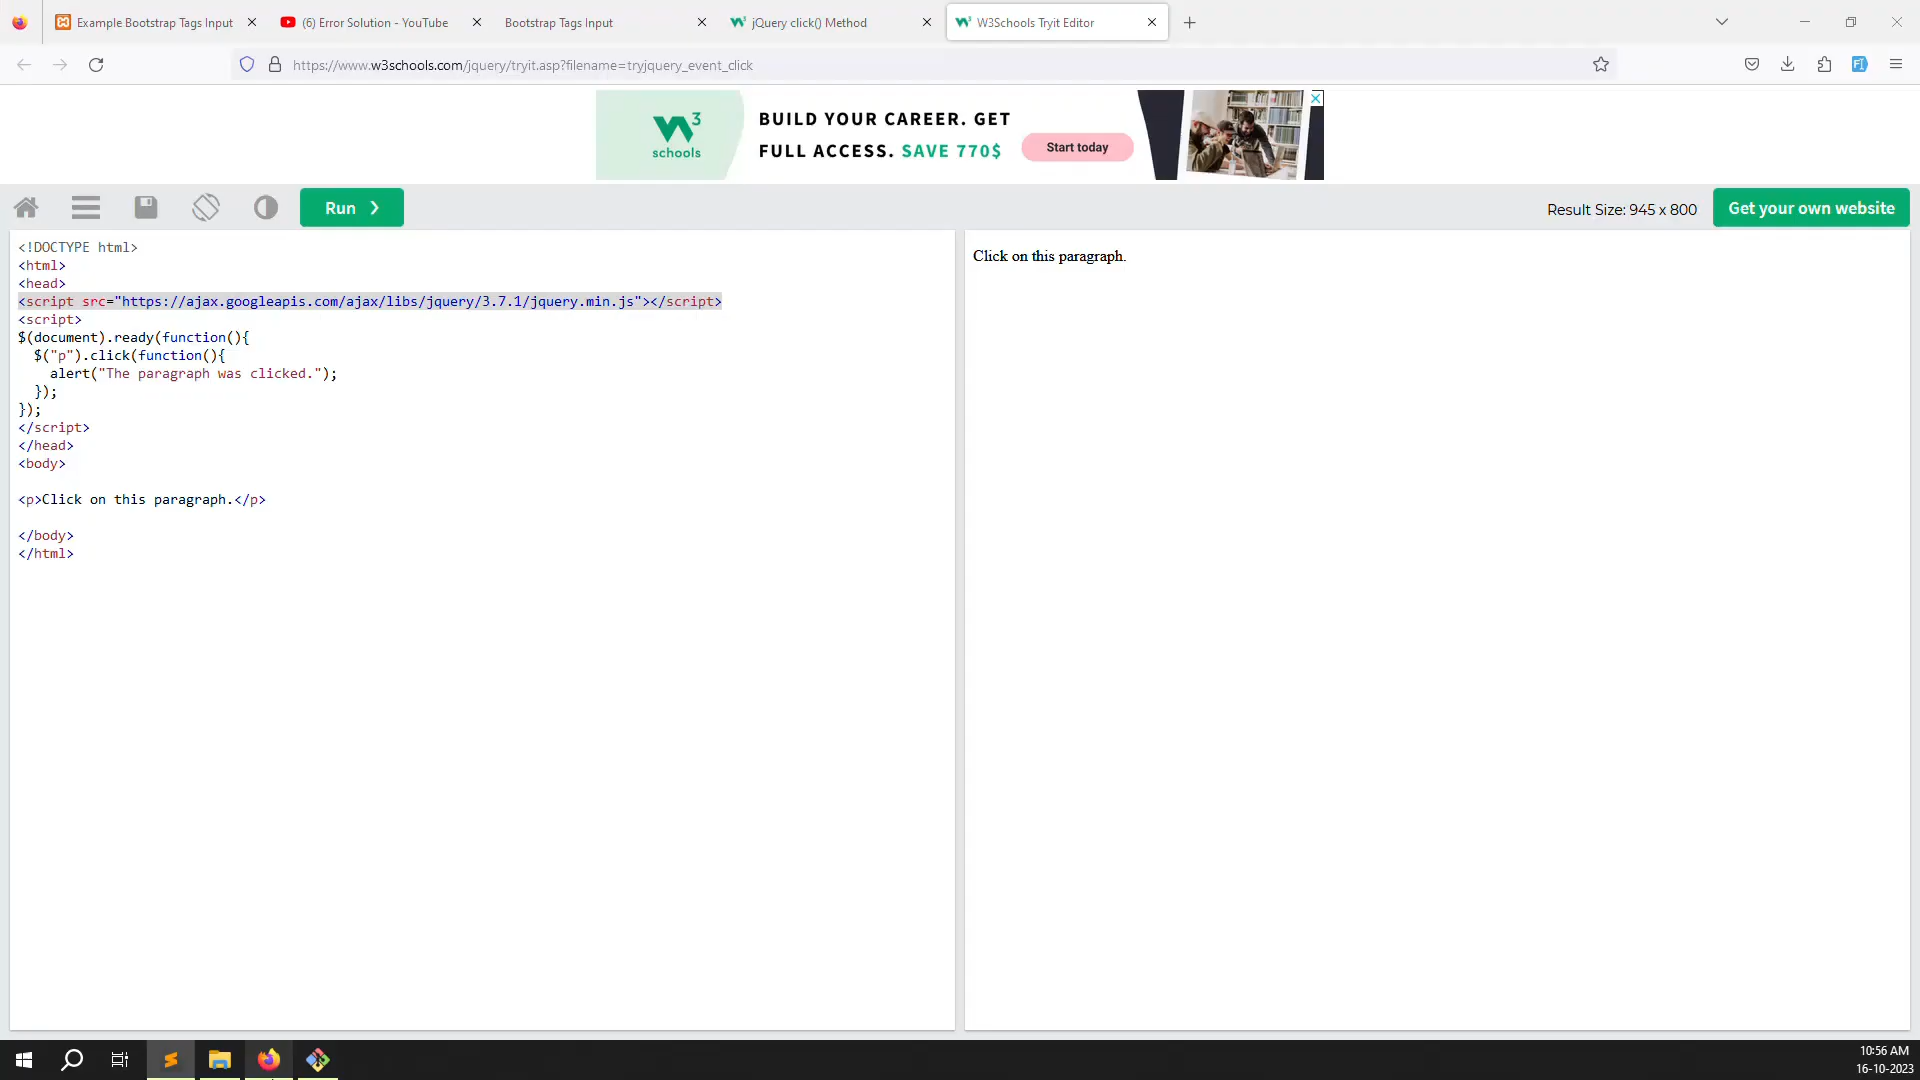 Example Bootstrap Tags Input
(6) Error Solution - YouTube
Bootstrap Tags Input
jQuery click() Method
W3Schools Tryit Editor
https://www.w3schools.com/jquery/tryit.asp?filename=tryjquery_event_click
3
schools
BUILD YOUR CAREER. GET
FULL ACCESS. SAVE 770$
Start today
Run ❯
Result Size: 945 x 800
Get your own website
<!DOCTYPE html>
<html>
<head>
<script src="https://ajax.googleapis.com/ajax/libs/jquery/3.7.1/jquery.min.js"></script>
<script>
$(document).ready(function(){
  $("p").click(function(){
    alert("The paragraph was clicked.");
  });
});
</script>
</head>
<body>
<p>Click on this paragraph.</p>
</body>
</html>
Click on this paragraph.
10:56 AM
16-10-2023